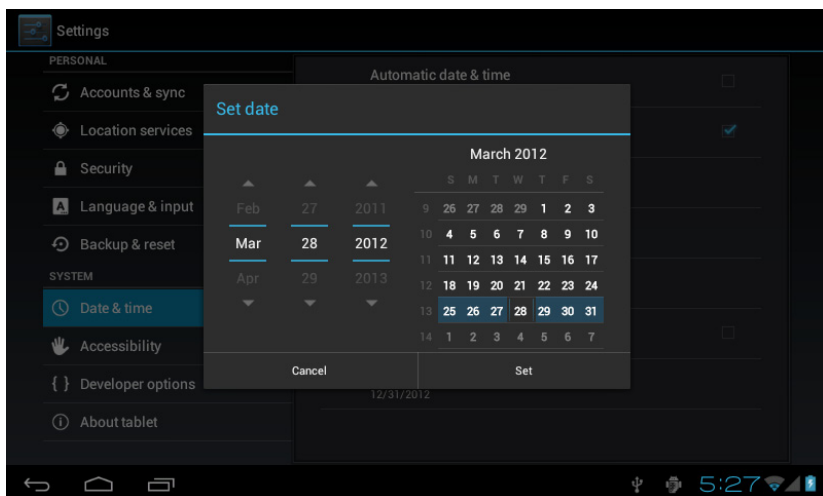 Settings
PERSONAL
Accounts & sync
Location services
Security
Language & input
Backup & reset
SYSTEM
Date & time
Accessibility
{ } Developer options
About tablet
Automatic date & time
Set date
Feb 27 2011
Mar 28 2012
Apr 29 2013
March 2012
S M T W T F S
9 26 27 28 29 1 2 3
10 4 5 6 7 8 9 10
11 11 12 13 14 15 16 17
12 18 19 20 21 22 23 24
13 25 26 27 28 29 30 31
14 1 2 3 4 5 6 7
Cancel Set
12/31/2012
5:27